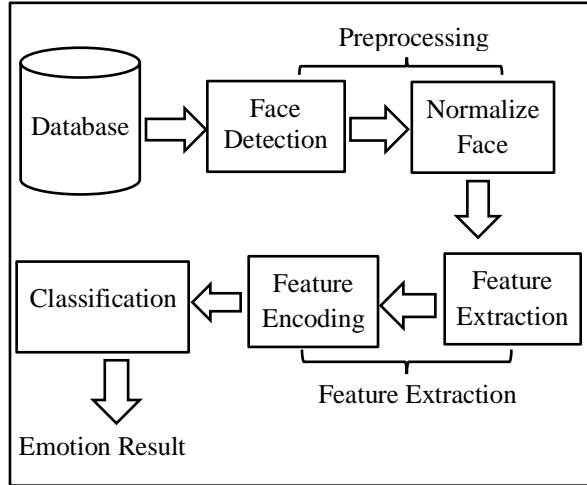 Preprocessing
Database
Face
Detection
Normalize
Face
Classification
Feature
Encoding
Feature
Extraction
Feature Extraction
Emotion Result